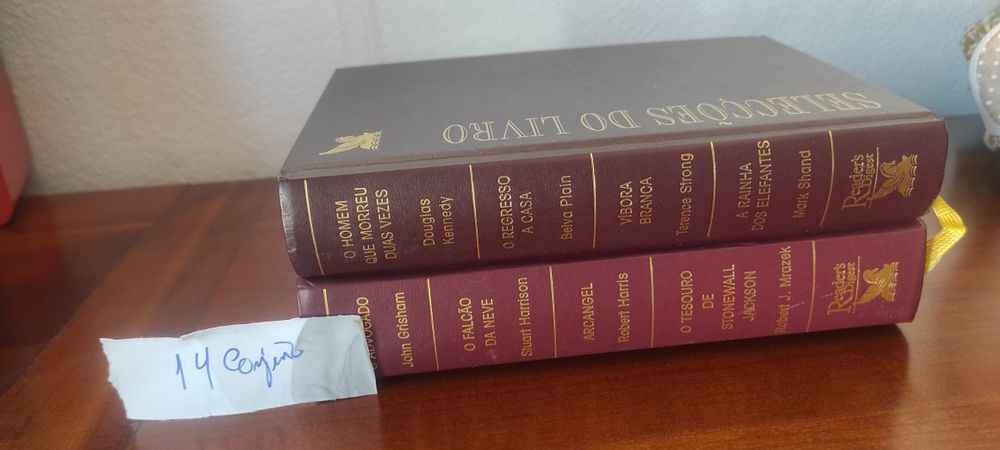 SELECÇÕES DO LIVRO
O HOMEM
QUE MORREU
DUAS VEZES
Douglas
Kennedy
O REGRESSO
A CASA
Belva Plain
VÍBORA
BRANCA
Terence Strong
A RAINHA
DOS ELEFANTES
Mark Shand
Reader's
Digest
O ADVOGADO
John Grisham
O FALCÃO
DA NEVE
Stuart Harrison
ARCANGEL
Robert Harris
O TESOURO
DE
STONEWALL
JACKSON
Robert J. Mrazek
Reader's
Digest
14